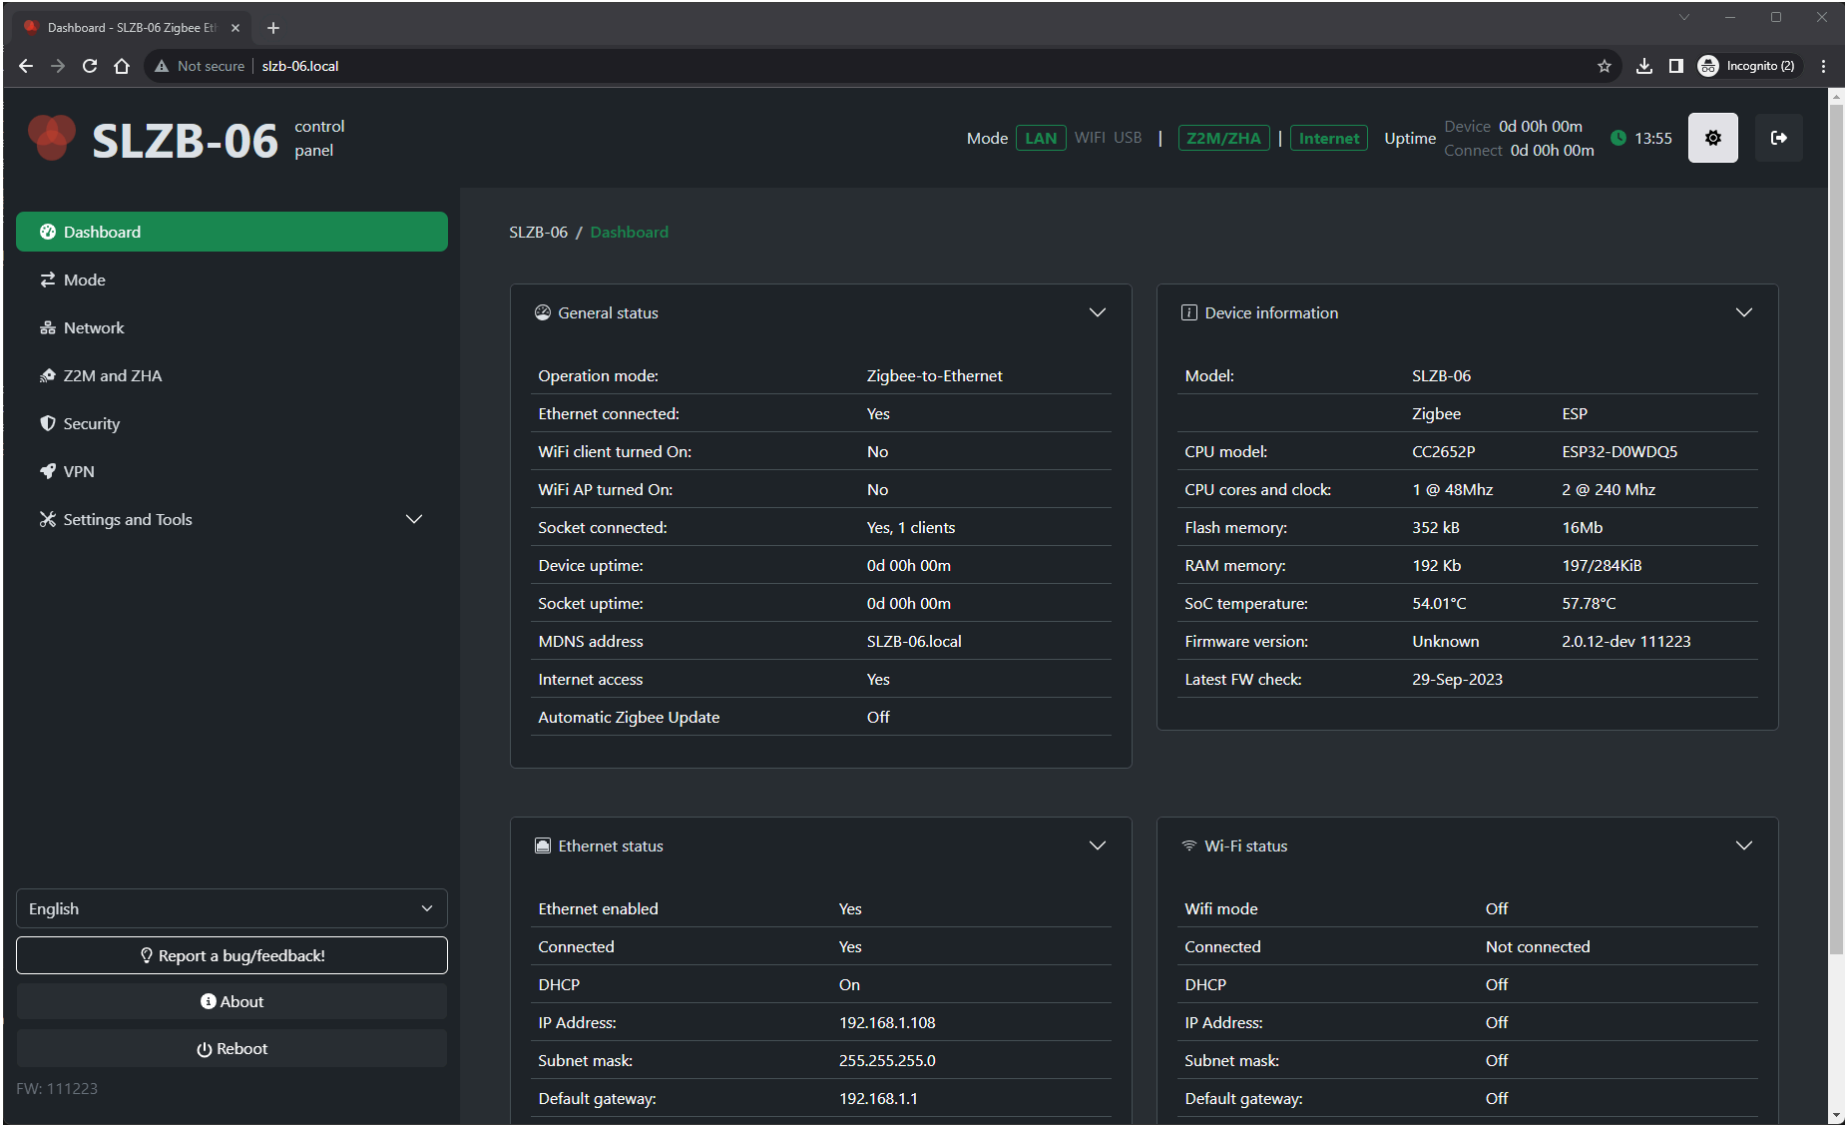 Dashboard - SLZB-06 Zigbee Eth
Not secure | slzb-06.local
Incognito (2)
SLZB-06 control panel
Mode LAN WIFI USB | Z2M/ZHA | Internet Uptime Device 0d 00h 00m Connect 0d 00h 00m 13:55
Dashboard
Mode
Network
Z2M and ZHA
Security
VPN
Settings and Tools
English
Report a bug/feedback!
About
Reboot
FW: 111223
SLZB-06 / Dashboard
General status
Operation mode: Zigbee-to-Ethernet
Ethernet connected: Yes
WiFi client turned On: No
WiFi AP turned On: No
Socket connected: Yes, 1 clients
Device uptime: 0d 00h 00m
Socket uptime: 0d 00h 00m
MDNS address SLZB-06.local
Internet access Yes
Automatic Zigbee Update Off
Device information
Model: SLZB-06
Zigbee ESP
CPU model: CC2652P ESP32-D0WDQ5
CPU cores and clock: 1 @ 48Mhz 2 @ 240 Mhz
Flash memory: 352 kB 16Mb
RAM memory: 192 Kb 197/284KiB
SoC temperature: 54.01°C 57.78°C
Firmware version: Unknown 2.0.12-dev 111223
Latest FW check: 29-Sep-2023
Ethernet status
Ethernet enabled Yes
Connected Yes
DHCP On
IP Address: 192.168.1.108
Subnet mask: 255.255.255.0
Default gateway: 192.168.1.1
Wi-Fi status
Wifi mode Off
Connected Not connected
DHCP Off
IP Address: Off
Subnet mask: Off
Default gateway: Off